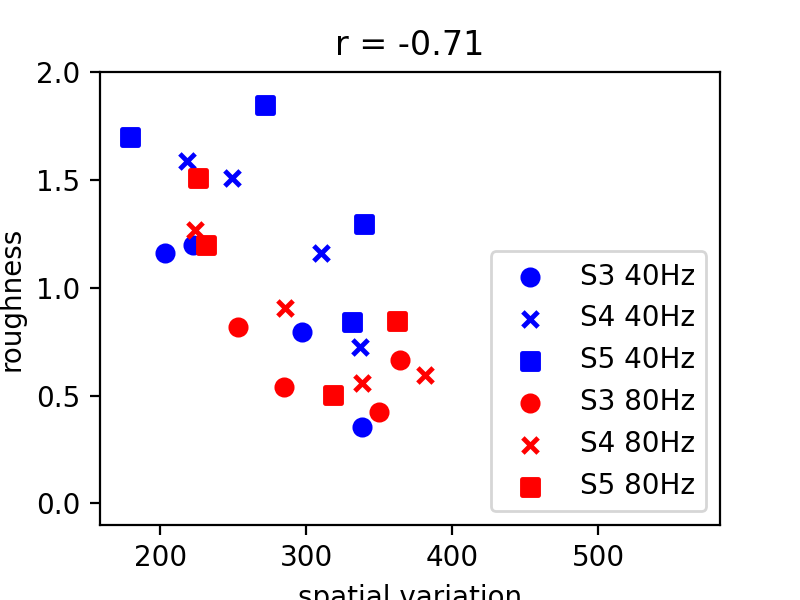 r = -0.71
2.0
1.5
1.0
0.5
0.0
roughness
S3 40Hz
S4 40Hz
S5 40Hz
S3 80Hz
S4 80Hz
S5 80Hz
200 300 400 500
spatial variation